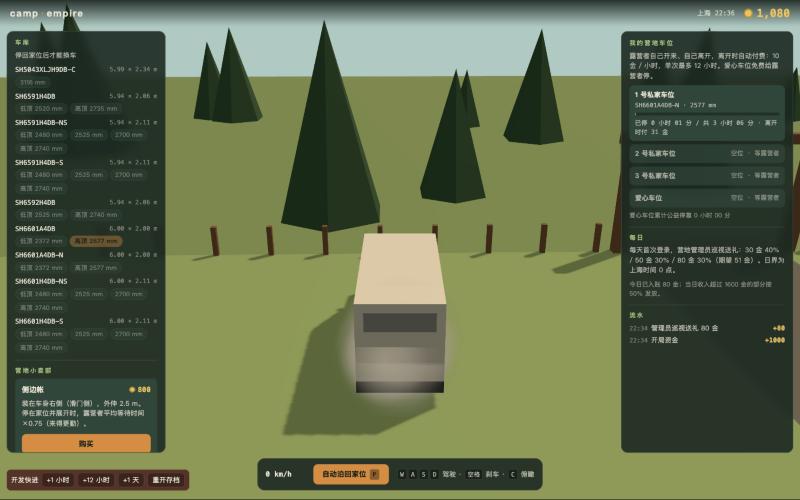 camp · empire
上海 22:36 1,080
车库
停回家位后才能换车
SH5043XLJH9DB-C 5.99 × 2.34 m
3195 mm
SH6591H4DB 5.94 × 2.06 m
低顶 2520 mm 高顶 2735 mm
SH6591H4DB-NS 5.94 × 2.11 m
低顶 2480 mm 2525 mm 2700 mm
高顶 2740 mm
SH6591H4DB-S 5.94 × 2.11 m
低顶 2480 mm 2525 mm 2700 mm
高顶 2740 mm
SH6592H4DB 5.94 × 2.06 m
低顶 2525 mm 高顶 2740 mm
SH6601A4DB 6.00 × 2.00 m
低顶 2372 mm 高顶 2577 mm
SH6601A4DB-N 6.00 × 2.00 m
低顶 2372 mm 高顶 2577 mm
SH6601H4DB-NS 6.00 × 2.11 m
低顶 2480 mm 2525 mm 2700 mm
高顶 2740 mm
SH6601H4DB-S 6.00 × 2.11 m
低顶 2480 mm 2525 mm 2700 mm
高顶 2740 mm
营地小卖部
侧边帐 800
装在车身右侧（滑门侧），外伸 2.5 m。
停在家位并展开时，露营者平均等待时间
×0.75（来得更勤）。
购买
开发快进 +1 小时 +12 小时 +1 天 重开存档
0 km/h 自动泊回家位 P W A S D 驾驶 · 空格 刹车 · C 俯瞰
我的营地车位
露营者自己开来、自己离开，离开时自动付费：10
金 / 小时，单次最多 12 小时。爱心车位免费给露
营者停。
1 号私家车位
SH6601A4DB-N · 2577 mm
已停 0 小时 01 分 / 共 3 小时 06 分 · 离开
时付 31 金
2 号私家车位 空位 · 等露营者
3 号私家车位 空位 · 等露营者
爱心车位 空位 · 等露营者
爱心车位累计公益停靠 0 小时 00 分
每日
每天首次登录，营地管理员巡视送礼：30 金 40%
/ 50 金 30% / 80 金 30%（期望 51 金）。日界为
上海时间 0 点。
今日已入账 80 金；当日收入超过 1600 金的部分按
50% 发放。
流水
22:34 管理员巡视送礼 80 金 +80
22:34 开局资金 +1000